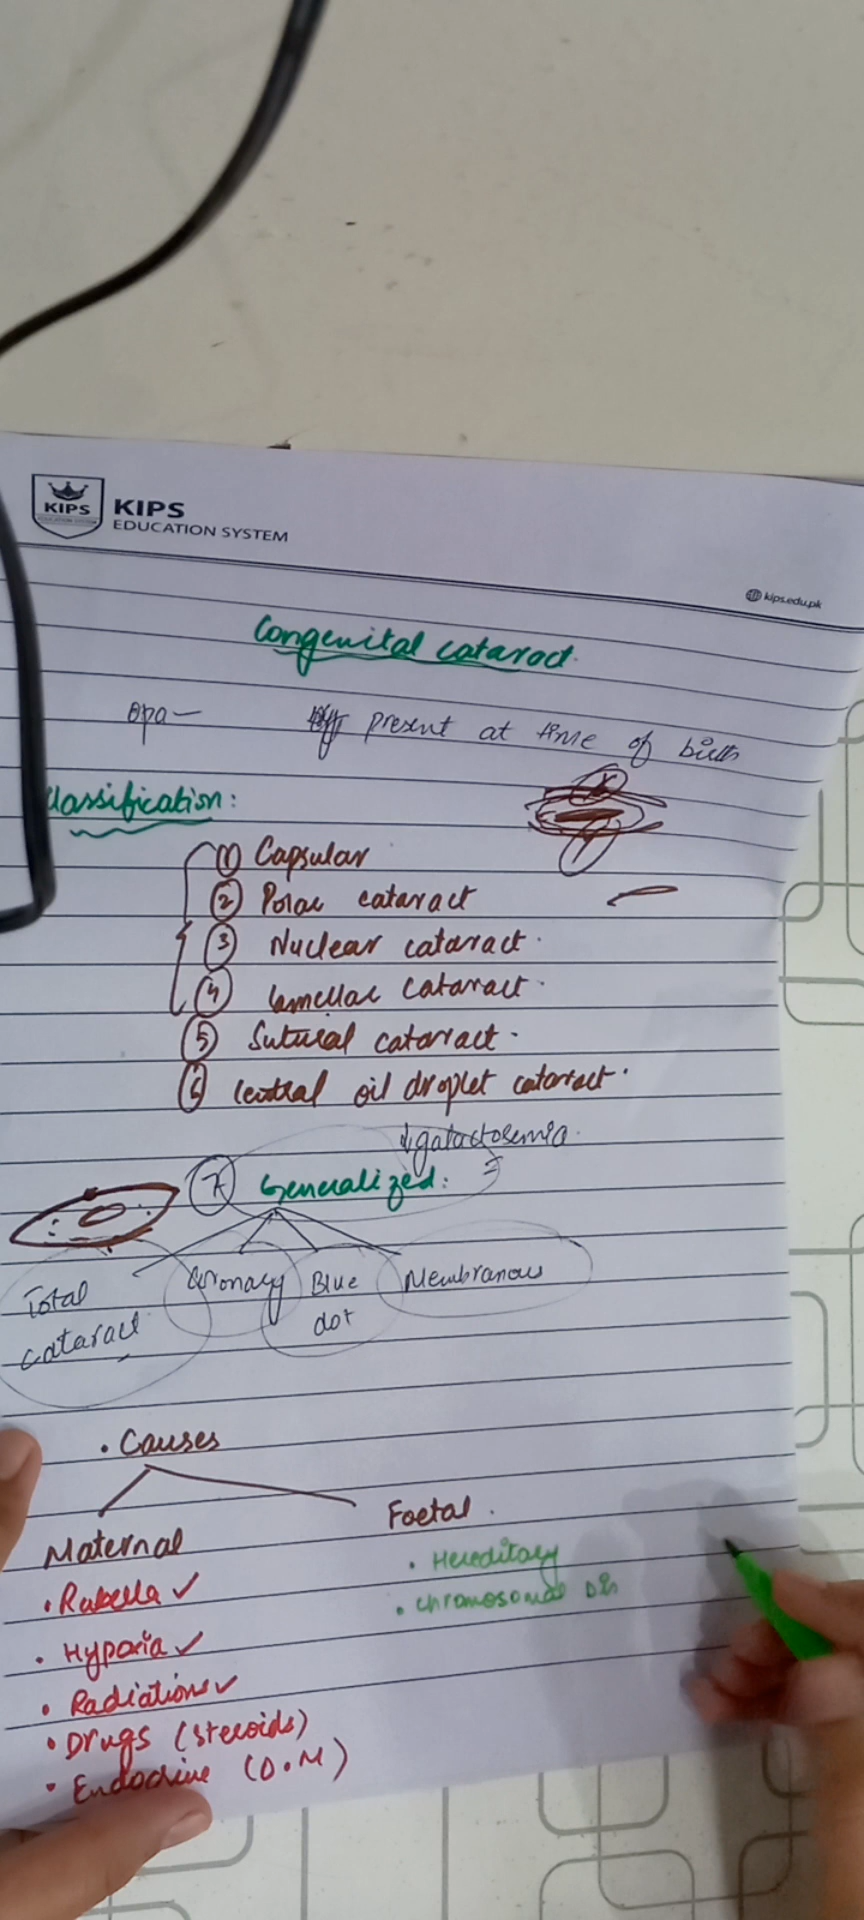 KIPS
KIPS
EDUCATION SYSTEM
kips.edu.pk
Congenital cataract.
opa— present at time of birth
lassification:
(1) Capsular
(2) Polar cataract
(3) Nuclear cataract.
(4) lamellar cataract.
(5) Sutural cataract.
(6) Central oil droplet cataract.
↓galactosemia.
(7) Generalized:
Total cataract
Coronary
Blue dot
Membranous
• Causes
Maternal
• Rubella ✓
• Hypoxia ✓
• Radiations ✓
• Drugs (steroids)
• Endocrine (D.M)
Foetal.
• Hereditary
• chromosomal Dis